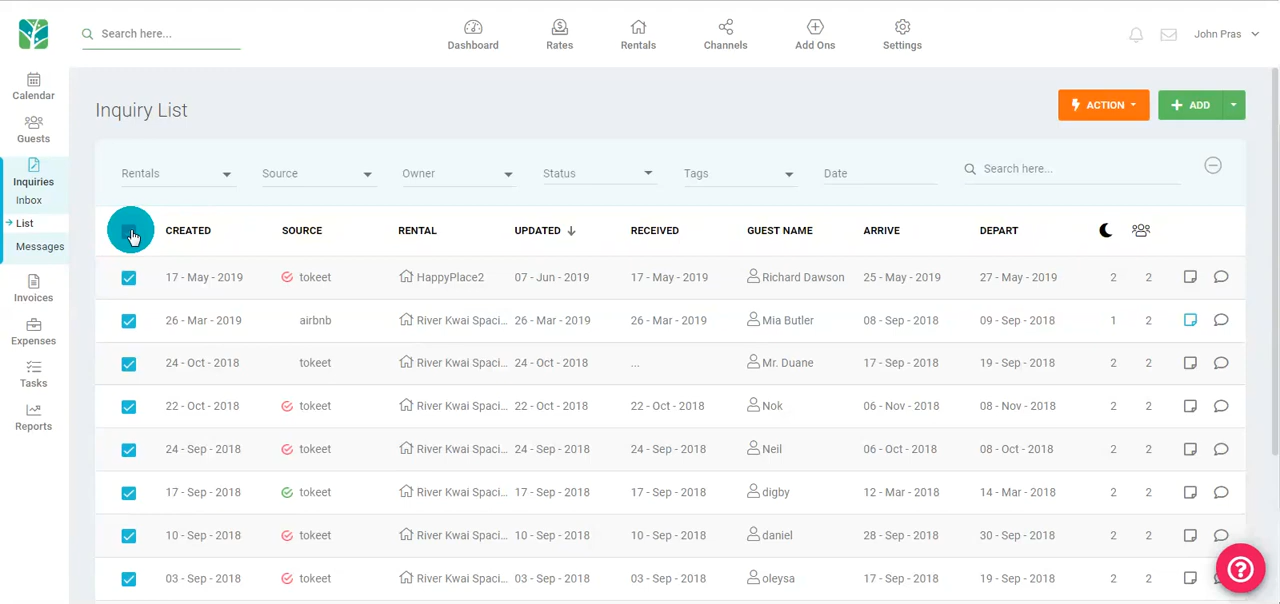 Search here...
Dashboard
Rates
Rentals
Channels
Add Ons
Settings
John Pras
Calendar
Guests
Inquiries
Inbox
List
Messages
Invoices
Expenses
Tasks
Reports
Inquiry List
ACTION
ADD
Rentals Source Owner Status Tags Date Search here...
CREATED SOURCE RENTAL UPDATED RECEIVED GUEST NAME ARRIVE DEPART
17 - May - 2019 tokeet HappyPlace2 07 - Jun - 2019 17 - May - 2019 Richard Dawson 25 - May - 2019 27 - May - 2019 2 2
26 - Mar - 2019 airbnb River Kwai Spaci... 26 - Mar - 2019 26 - Mar - 2019 Mia Butler 08 - Sep - 2018 09 - Sep - 2018 1 2
24 - Oct - 2018 tokeet River Kwai Spaci... 24 - Oct - 2018 ... Mr. Duane 17 - Sep - 2018 19 - Sep - 2018 2 2
22 - Oct - 2018 tokeet River Kwai Spaci... 22 - Oct - 2018 22 - Oct - 2018 Nok 06 - Nov - 2018 08 - Nov - 2018 2 2
24 - Sep - 2018 tokeet River Kwai Spaci... 24 - Sep - 2018 24 - Sep - 2018 Neil 06 - Oct - 2018 08 - Oct - 2018 2 2
17 - Sep - 2018 tokeet River Kwai Spaci... 17 - Sep - 2018 17 - Sep - 2018 digby 12 - Mar - 2018 14 - Mar - 2018 2 2
10 - Sep - 2018 tokeet River Kwai Spaci... 10 - Sep - 2018 10 - Sep - 2018 daniel 28 - Sep - 2018 30 - Sep - 2018 2 2
03 - Sep - 2018 tokeet River Kwai Spaci... 03 - Sep - 2018 03 - Sep - 2018 oleysa 17 - Sep - 2018 19 - Sep - 2018 2 2